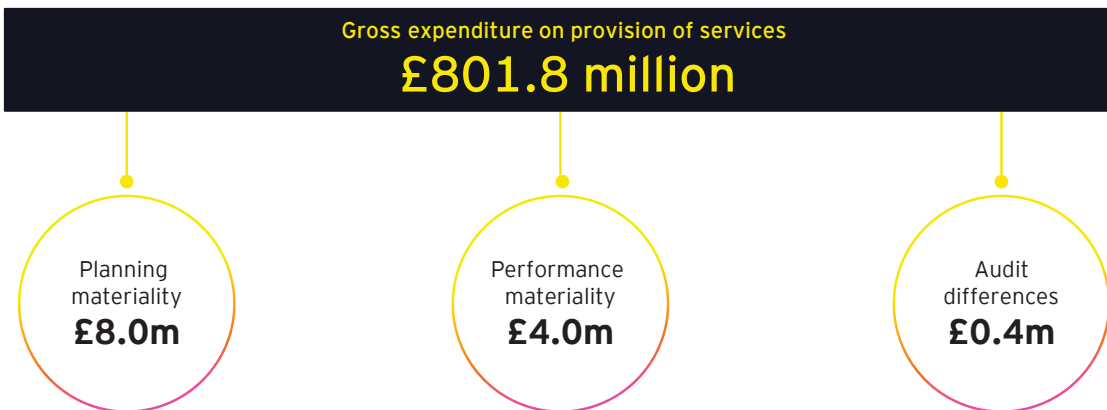 Gross expenditure on provision of services
£801.8 million
Planning
materiality
£8.0m
Performance
materiality
£4.0m
Audit
differences
£0.4m